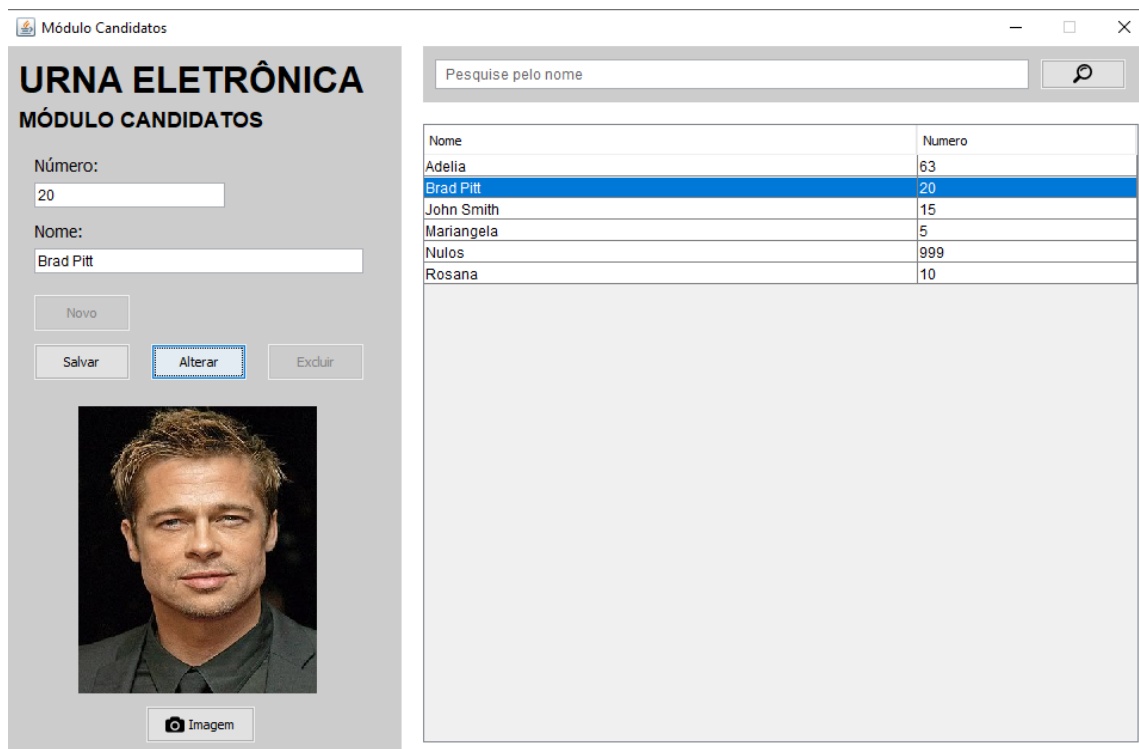 Módulo Candidatos
URNA ELETRÔNICA
MÓDULO CANDIDATOS
Número:
20
Nome:
Brad Pitt
Novo
Salvar Alterar Excluir
Imagem
Pesquise pelo nome
Nome Numero
Adelia 63
Brad Pitt 20
John Smith 15
Mariangela 5
Nulos 999
Rosana 10